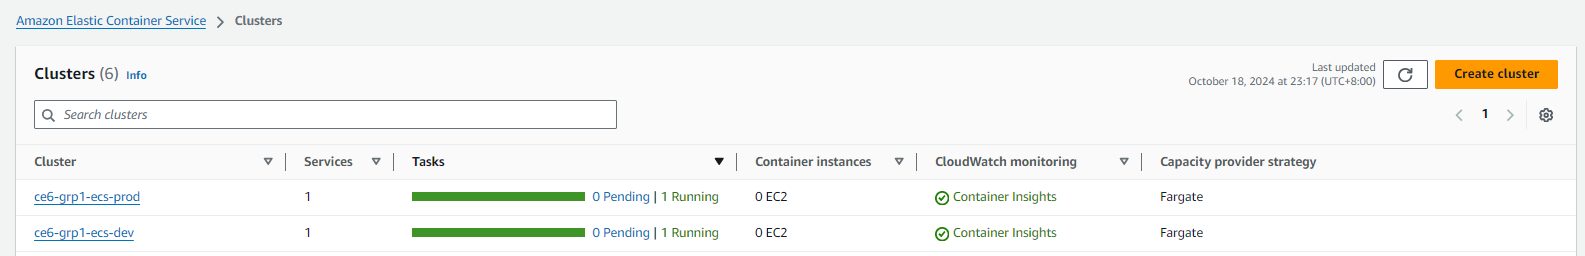 Amazon Elastic Container Service > Clusters
Clusters (6) Info
Last updated
October 18, 2024 at 23:17 (UTC+8:00)
Create cluster
Search clusters
1
Cluster Services Tasks Container instances CloudWatch monitoring Capacity provider strategy
ce6-grp1-ecs-prod 1 0 Pending | 1 Running 0 EC2 Container Insights Fargate
ce6-grp1-ecs-dev 1 0 Pending | 1 Running 0 EC2 Container Insights Fargate